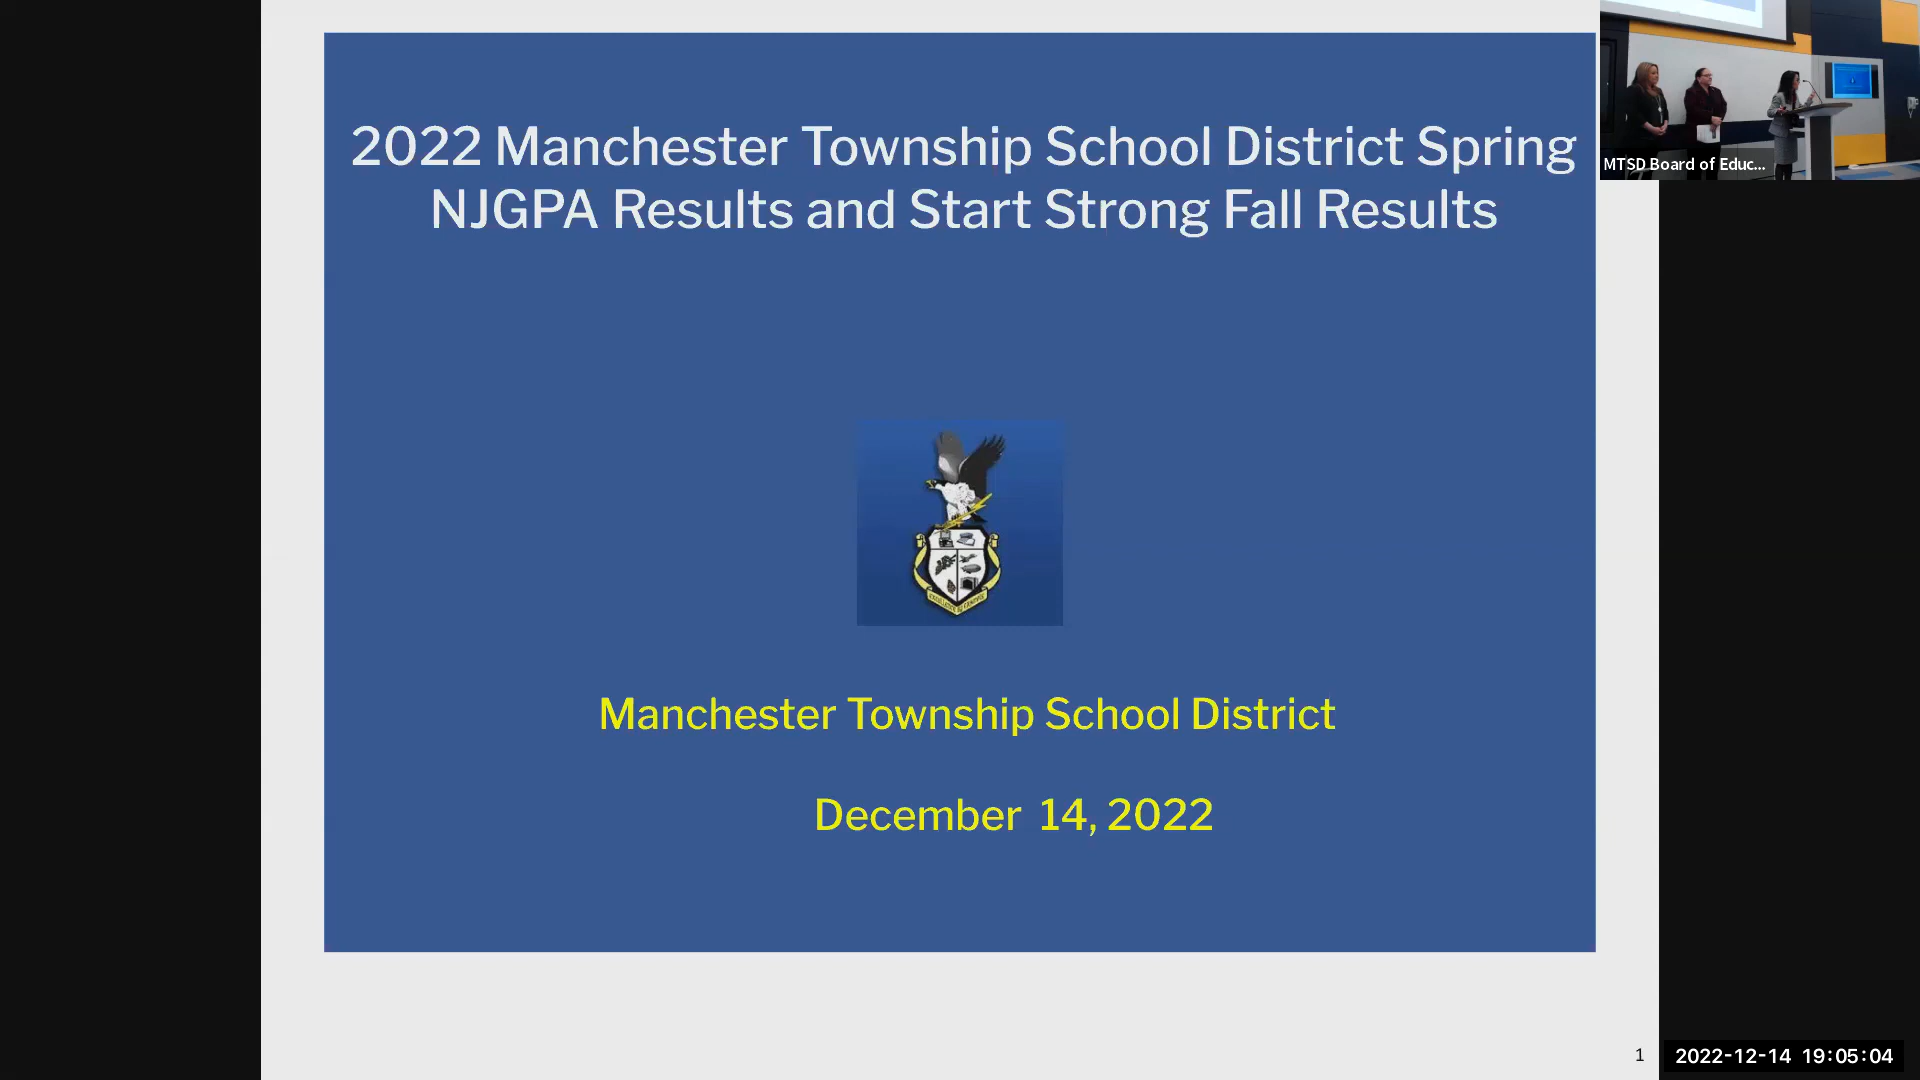 2022 Manchester Township School District Spring
NJGPA Results and Start Strong Fall Results
MTSD Board of Educ...
Manchester Township School District
December 14, 2022
1
2022-12-14 19:05:04